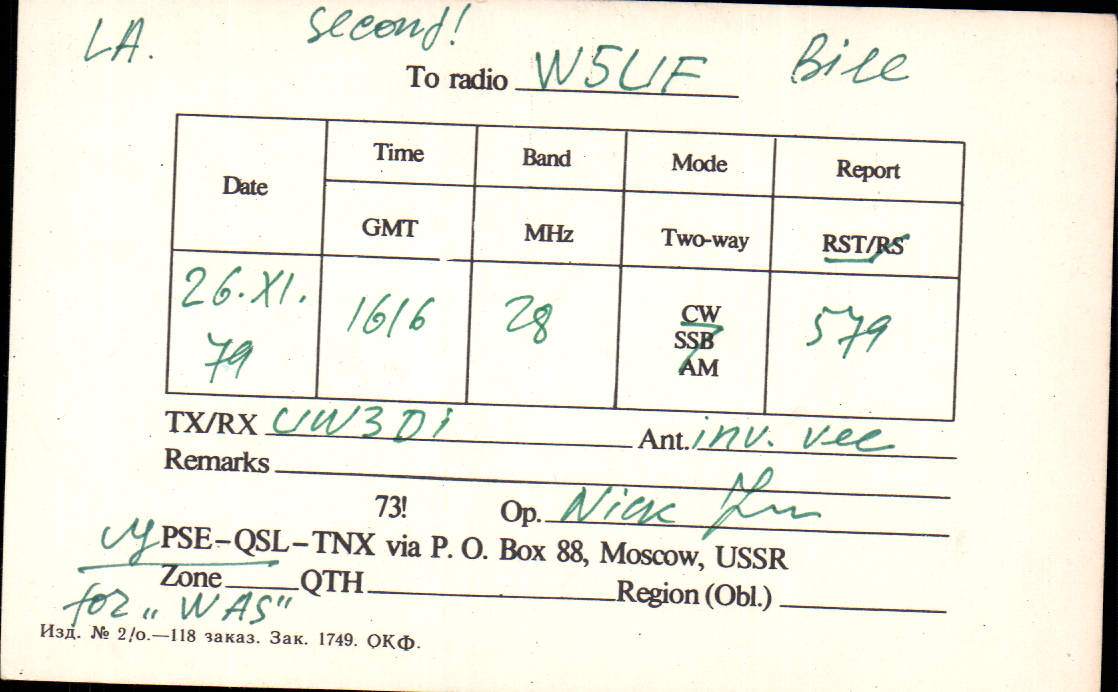 LA. second!
To radio W5UF Bill
Date Time Band Mode Report
GMT MHz Two-way RST/RS
26.XI. 79 1616 28 CW SSB AM 579
TX/RX UW3DI Ant. inv. vee
Remarks
73! Op. Nick
PSE-QSL-TNX via P. O. Box 88, Moscow, USSR
Zone QTH Region (Obl.)
for „WAS"
Изд. № 2/о.—118 заказ. Зак. 1749. ОКФ.